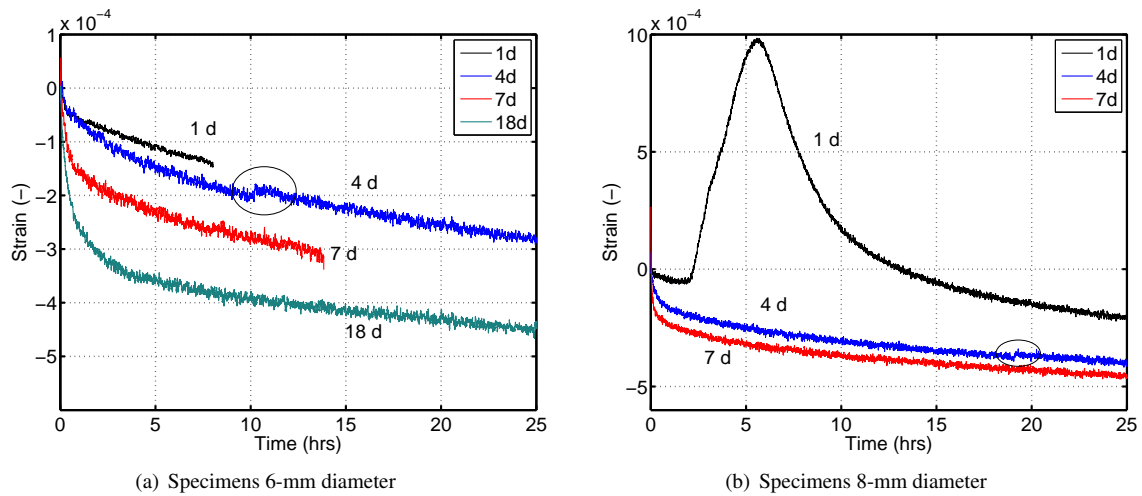 x 10⁻⁴
1d
4d
7d
18d
0
−1
−2
−3
−4
−5
Strain (−)
1 d
4 d
7 d
18 d
0 5 10 15 20 25
Time (hrs)
(a) Specimens 6-mm diameter
x 10⁻⁴
1d
4d
7d
10
5
0
−5
Strain (−)
1 d
4 d
7 d
0 5 10 15 20 25
Time (hrs)
(b) Specimens 8-mm diameter